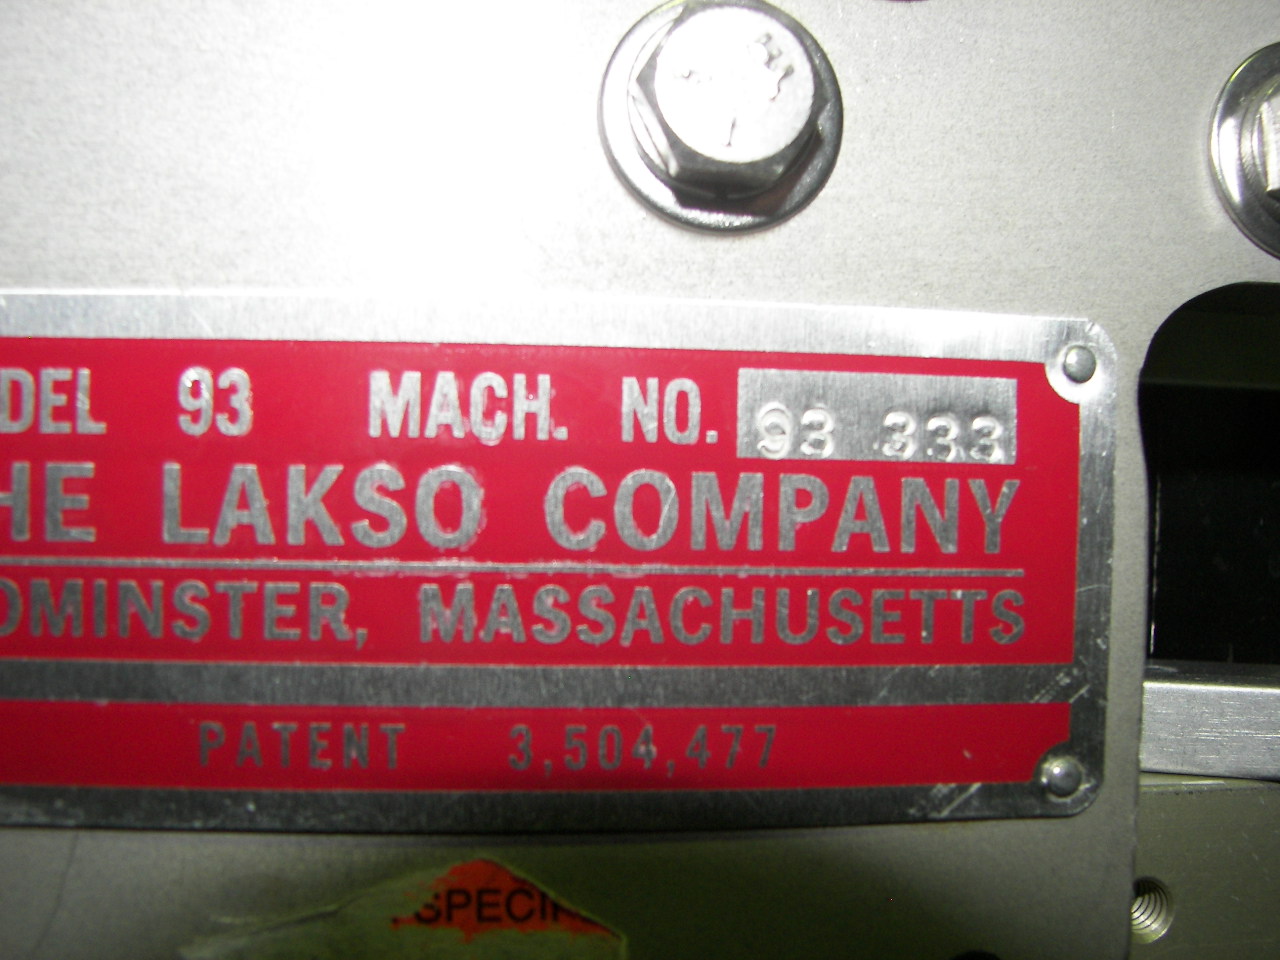 DEL 93 MACH. NO. 93 333
HE LAKSO COMPANY
OMINSTER, MASSACHUSETTS
PATENT 3,504,477
SPECI